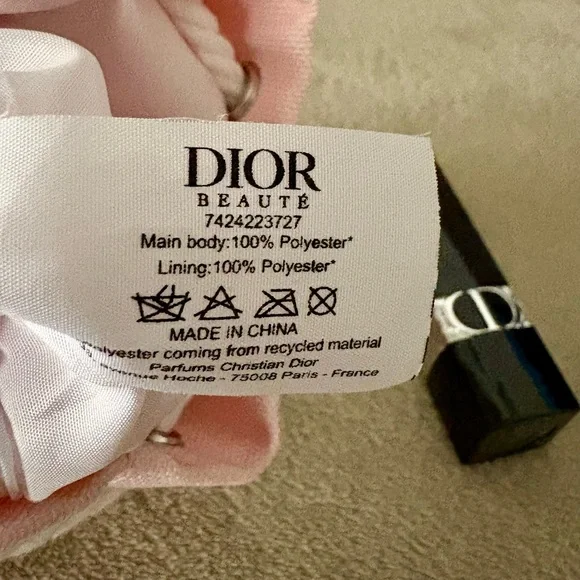 DIOR
BEAUTÉ
7424223727
Main body:100% Polyester*
Lining:100% Polyester*
MADE IN CHINA
Polyester coming from recycled material
Parfums Christian Dior
Hoche - 75008 Paris - France